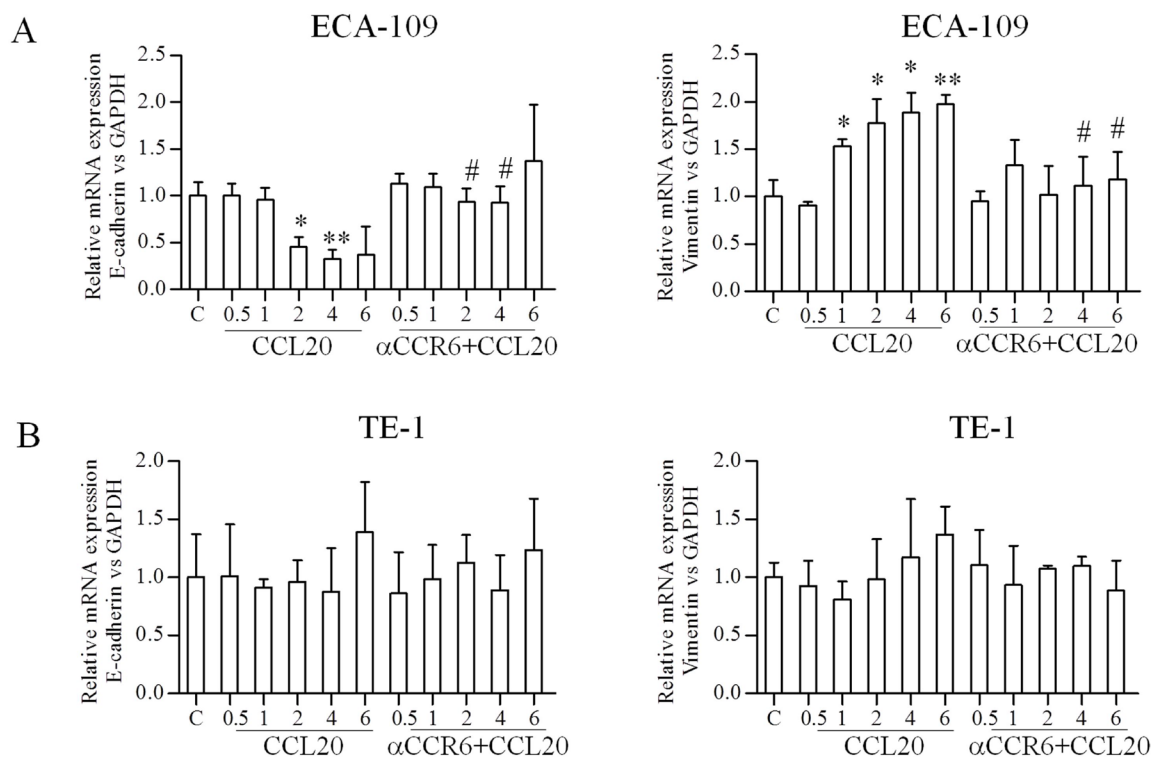 A
ECA-109
Relative mRNA expression
E-cadherin vs GAPDH
2.5
2.0
1.5
1.0
0.5
0.0
* ** # #
C 0.5 1 2 4 6 0.5 1 2 4 6
CCL20 αCCR6+CCL20
ECA-109
Relative mRNA expression
Vimentin vs GAPDH
2.5
2.0
1.5
1.0
0.5
0.0
* * * ** # #
C 0.5 1 2 4 6 0.5 1 2 4 6
CCL20 αCCR6+CCL20
B
TE-1
Relative mRNA expression
E-cadherin vs GAPDH
2.0
1.5
1.0
0.5
0.0
C 0.5 1 2 4 6 0.5 1 2 4 6
CCL20 αCCR6+CCL20
TE-1
Relative mRNA expression
Vimentin vs GAPDH
2.0
1.5
1.0
0.5
0.0
C 0.5 1 2 4 6 0.5 1 2 4 6
CCL20 αCCR6+CCL20